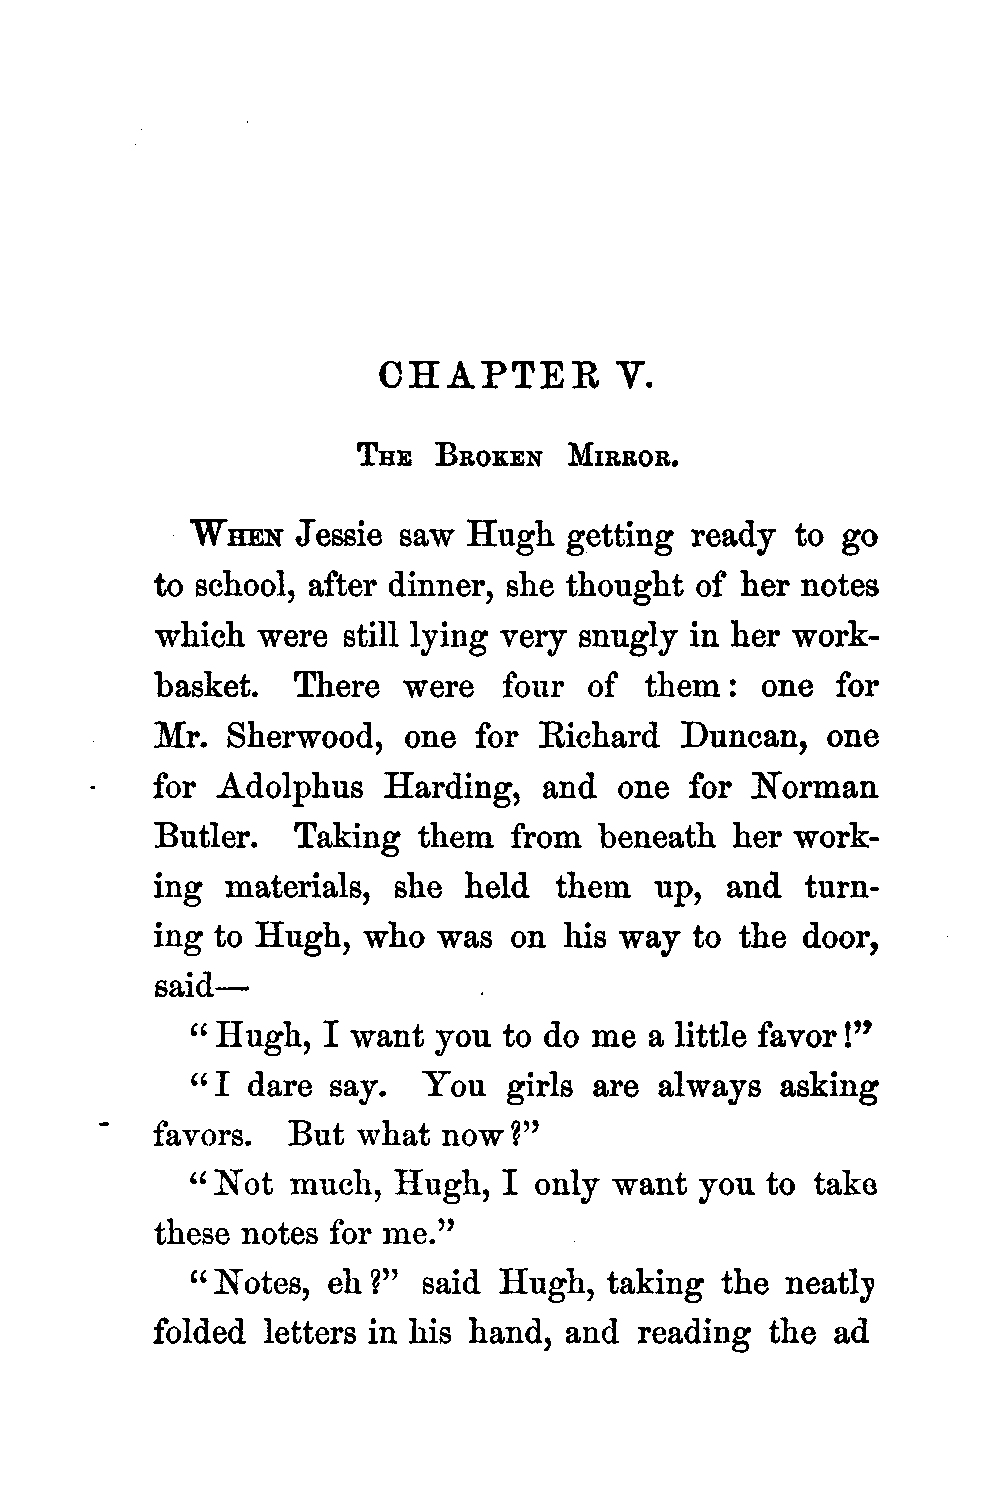 CHAPTER V.
THE BROKEN MIRROR.
WHEN Jessie saw Hugh getting ready to go
to school, after dinner, she thought of her notes
which were still lying very snugly in her work-
basket. There were four of them: one for
Mr. Sherwood, one for Richard Duncan, one
for Adolphus Harding, and one for Norman
Butler. Taking them from beneath her work-
ing materials, she held them up, and turn-
ing to Hugh, who was on his way to the door,
said—
“Hugh, I want you to do me a little favor!”
“I dare say. You girls are always asking
favors. But what now?”
“Not much, Hugh, I only want you to take
these notes for me.”
“Notes, eh?” said Hugh, taking the neatly
folded letters in his hand, and reading the ad